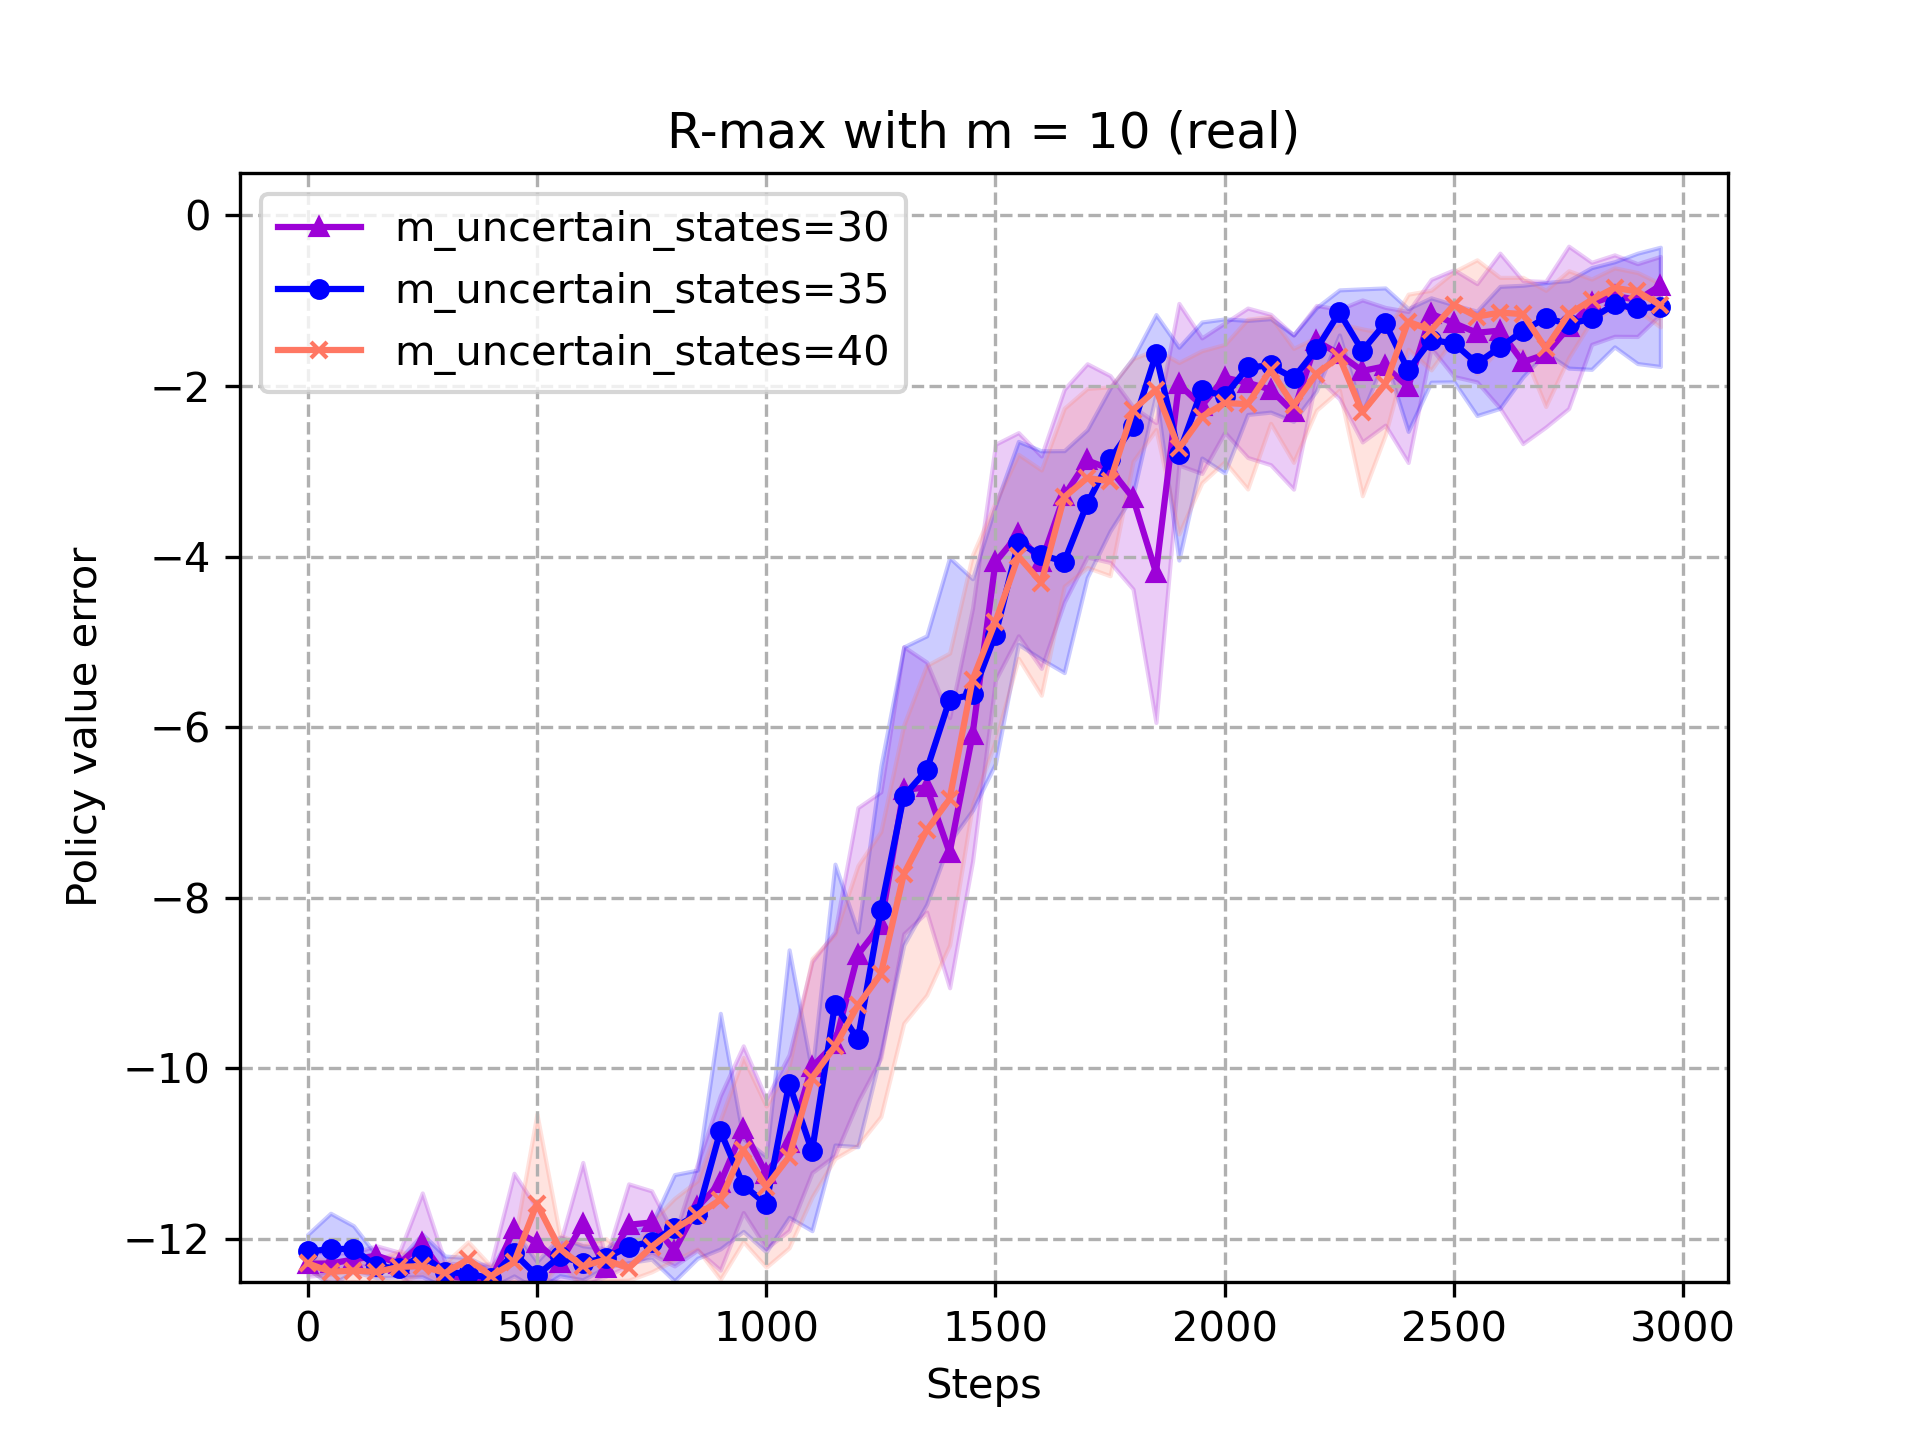 R-max with m = 10 (real)
m_uncertain_states=30
m_uncertain_states=35
m_uncertain_states=40
0
−2
−4
−6
−8
−10
−12
Policy value error
0 500 1000 1500 2000 2500 3000
Steps